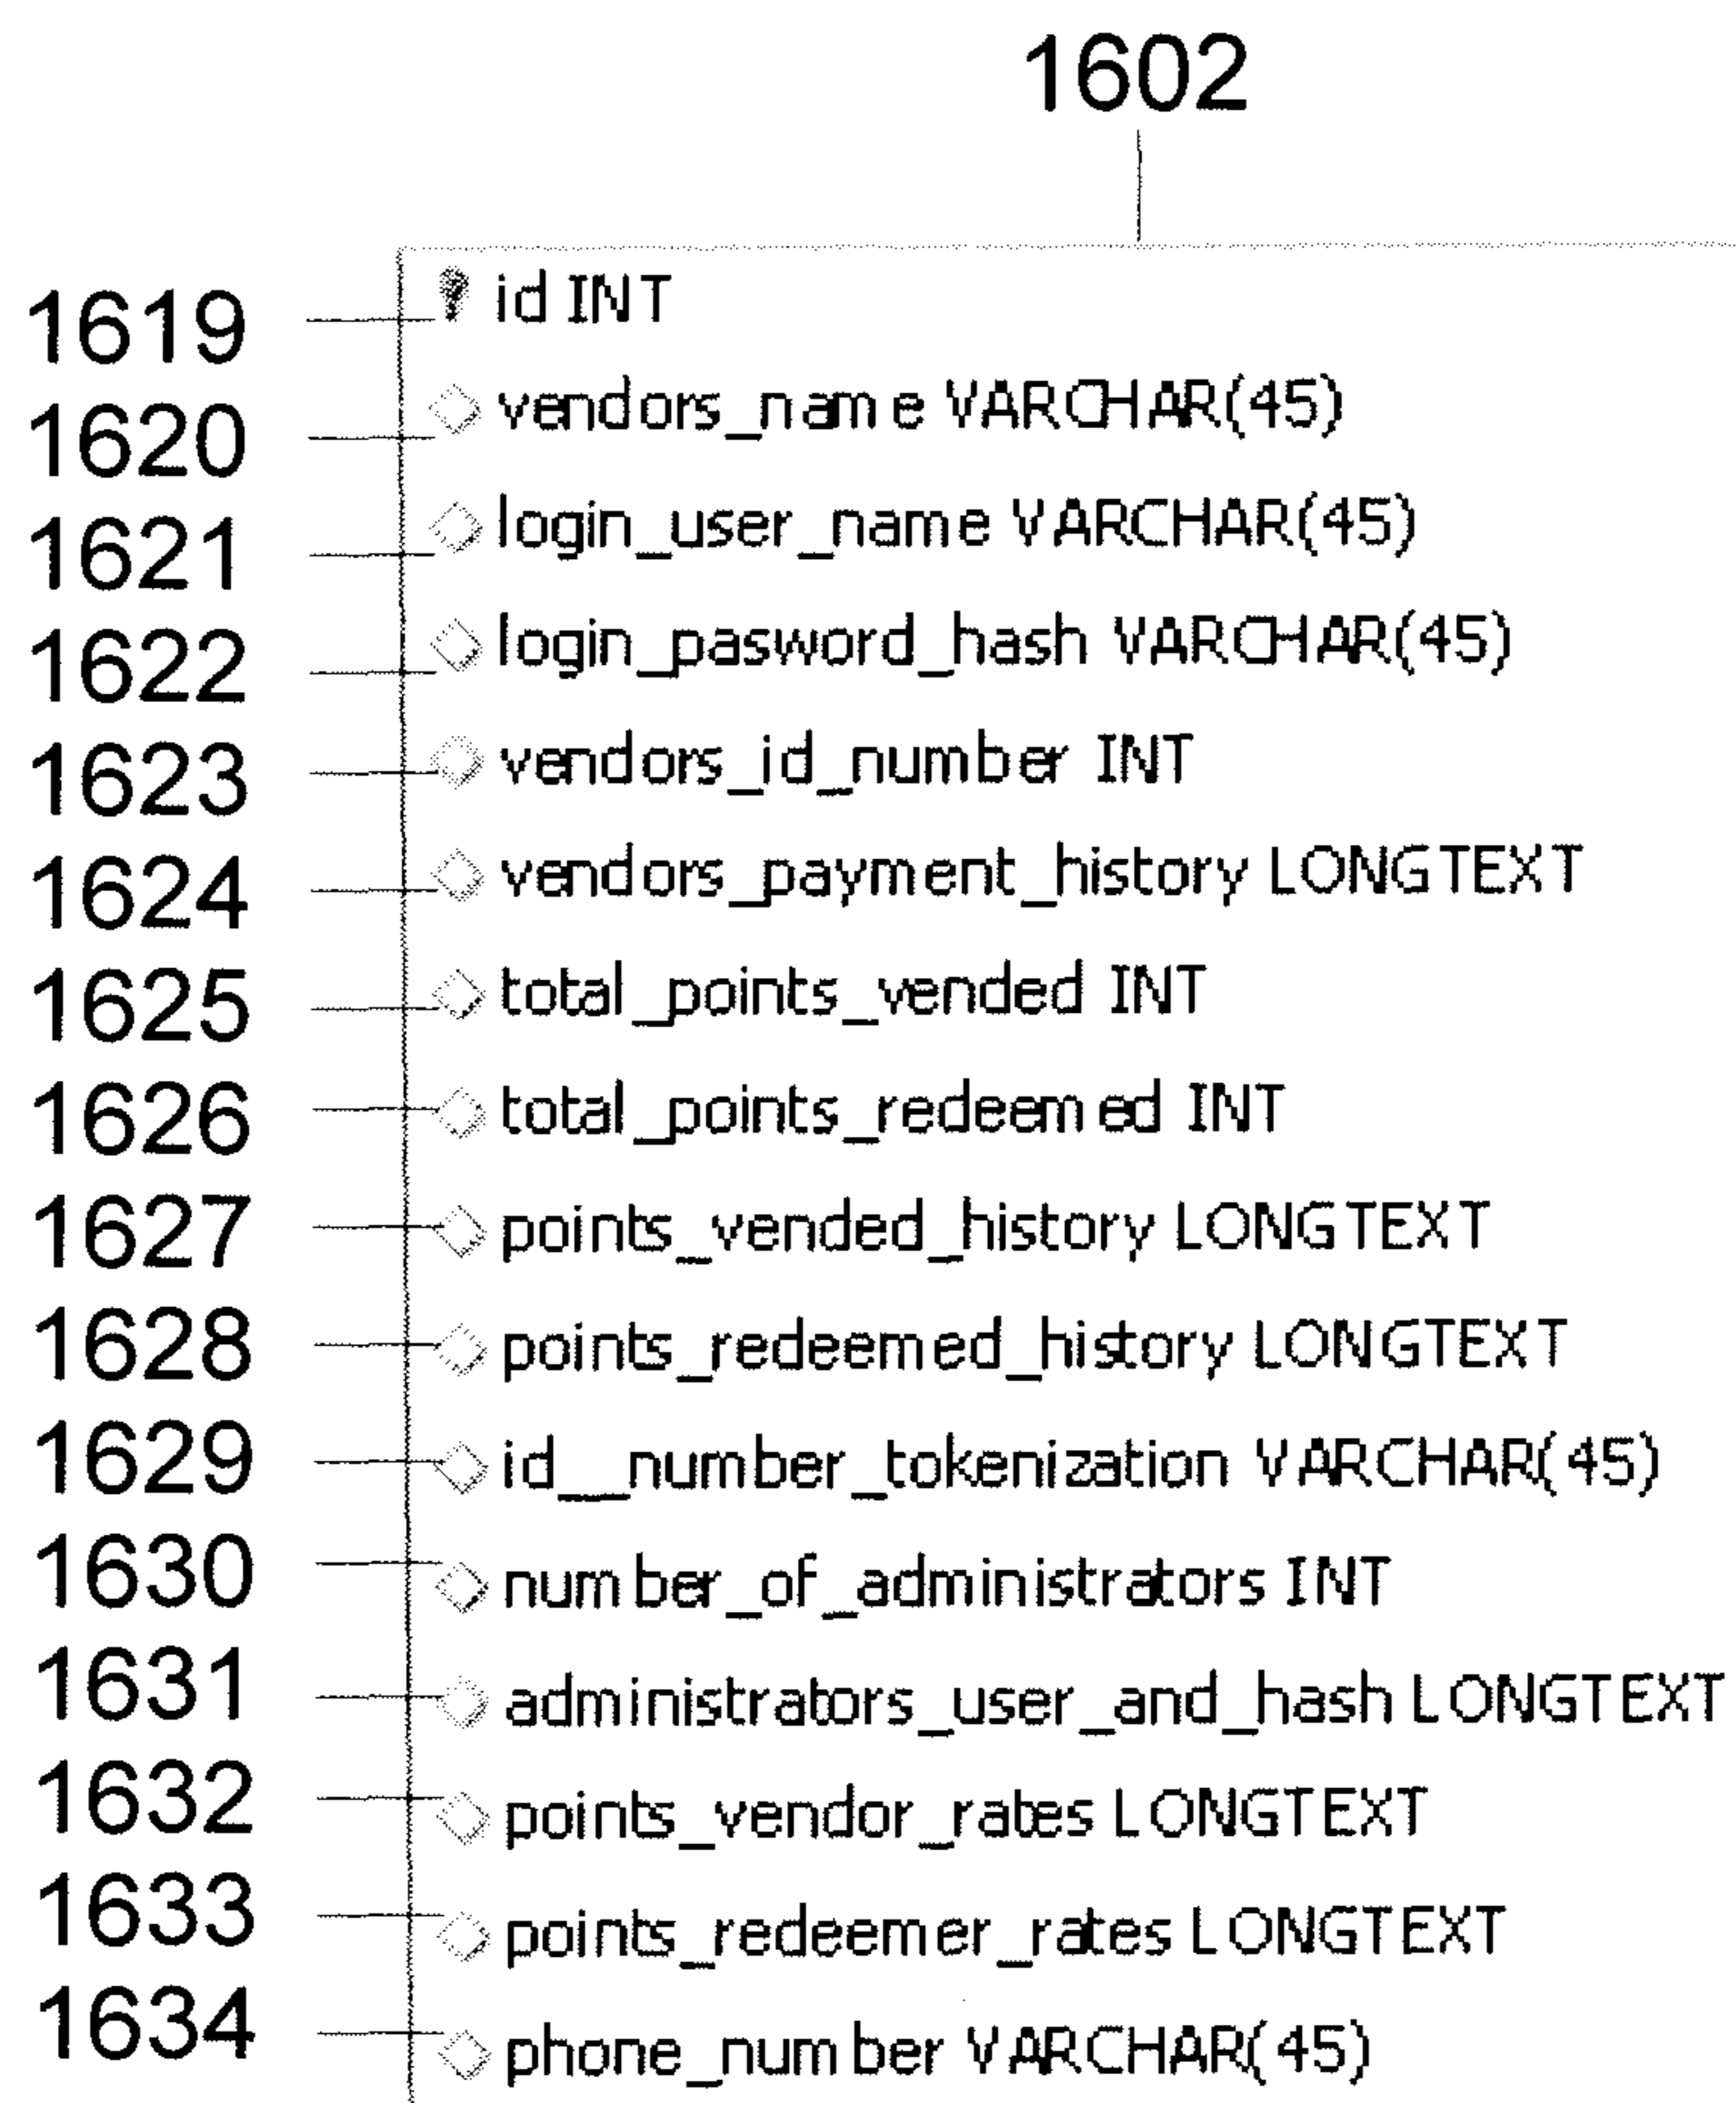 1602
1619 id INT
1620 vendors_name VARCHAR(45)
1621 login_user_name VARCHAR(45)
1622 login_pasword_hash VARCHAR(45)
1623 vendors_id_number INT
1624 vendors_payment_history LONGTEXT
1625 total_points_vended INT
1626 total_points_redeemed INT
1627 points_vended_history LONGTEXT
1628 points_redeemed_history LONGTEXT
1629 id__number_tokenization VARCHAR(45)
1630 number_of_administrators INT
1631 administrators_user_and_hash LONGTEXT
1632 points_vendor_rates LONGTEXT
1633 points_redeemer_rates LONGTEXT
1634 phone_number VARCHAR(45)